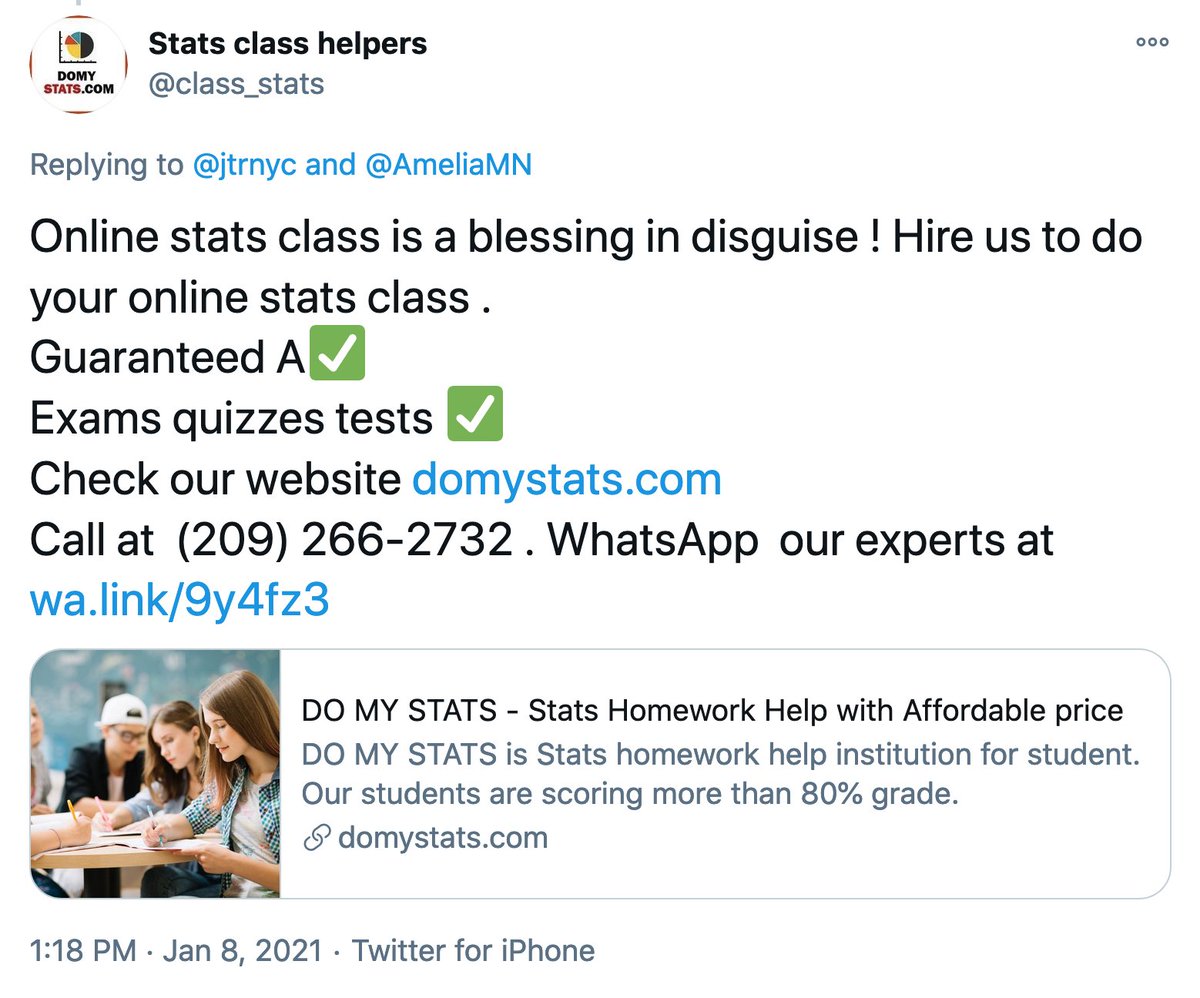 DOMY
STATS.COM
Stats class helpers
@class_stats
Replying to @jtrnyc and @AmeliaMN
Online stats class is a blessing in disguise ! Hire us to do
your online stats class .
Guaranteed A✅
Exams quizzes tests ✅
Check our website domystats.com
Call at  (209) 266-2732 . WhatsApp  our experts at
wa.link/9y4fz3
DO MY STATS - Stats Homework Help with Affordable price
DO MY STATS is Stats homework help institution for student.
Our students are scoring more than 80% grade.
domystats.com
1:18 PM · Jan 8, 2021 · Twitter for iPhone